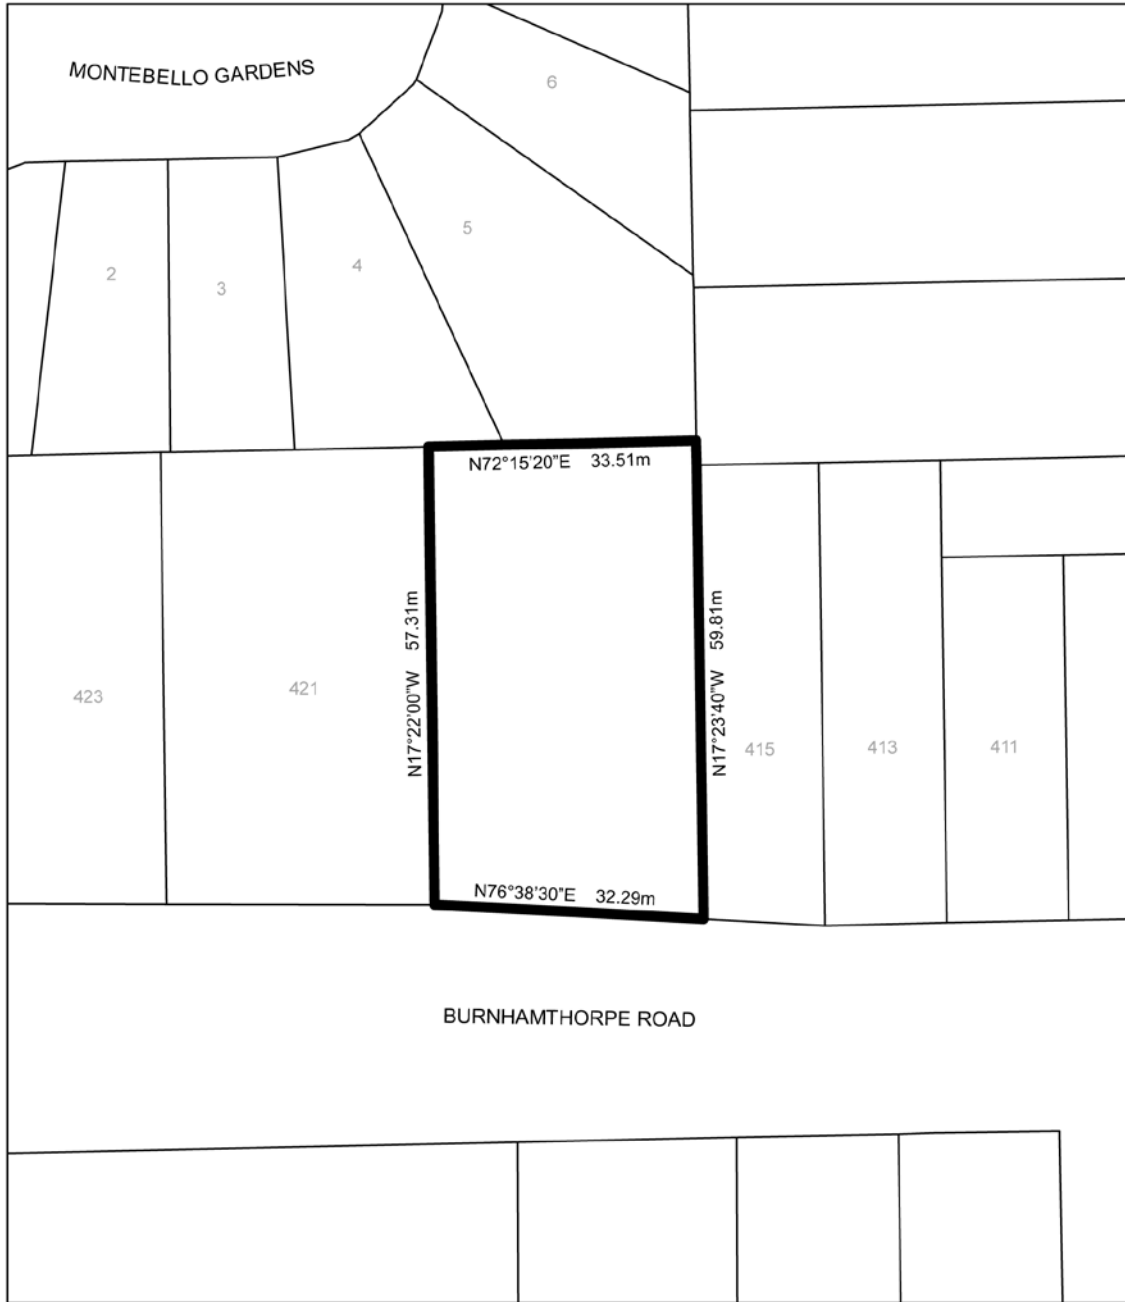 MONTEBELLO GARDENS
6
5
4
2
3
N72°15'20"E 33.51m
N17°22'00"W 57.31m
N17°23'40"W 59.81m
423
421
415
413
411
N76°38'30"E 32.29m
BURNHAMTHORPE ROAD